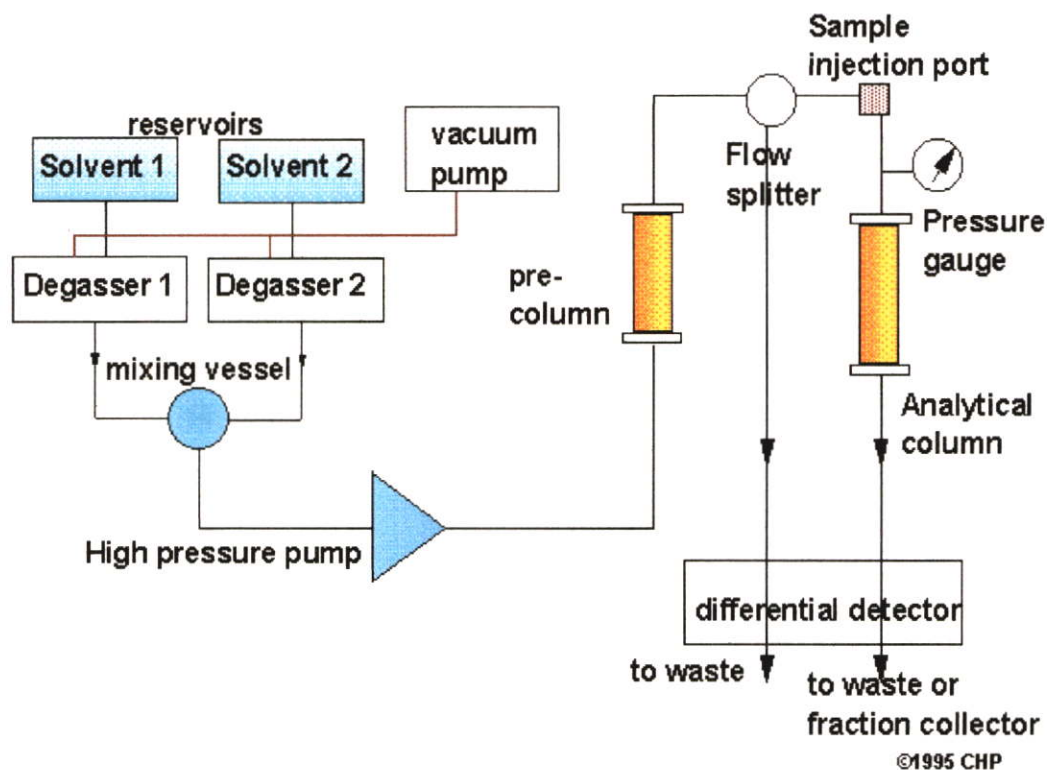 reservoirs
Solvent 1
Solvent 2
vacuum
pump
Degasser 1
Degasser 2
mixing vessel
High pressure pump
pre-
column
Sample
injection port
Flow
splitter
Pressure
gauge
Analytical
column
differential detector
to waste
to waste or
fraction collector
©1995 CHP